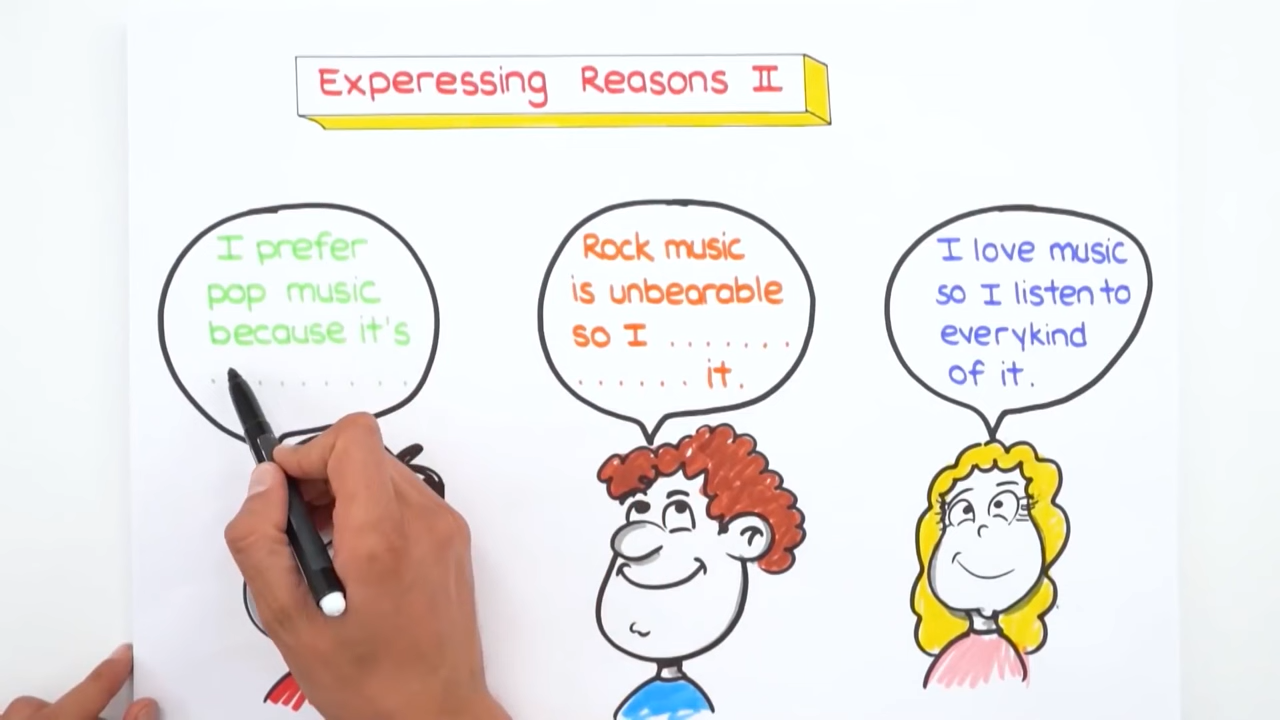 Experessing Reasons II
I prefer
pop music
because it's
. . . . . . . . .
Rock music
is unbearable
so I . . . . . . .
. . . . . . it.
I love music
so I listen to
everykind
of it.